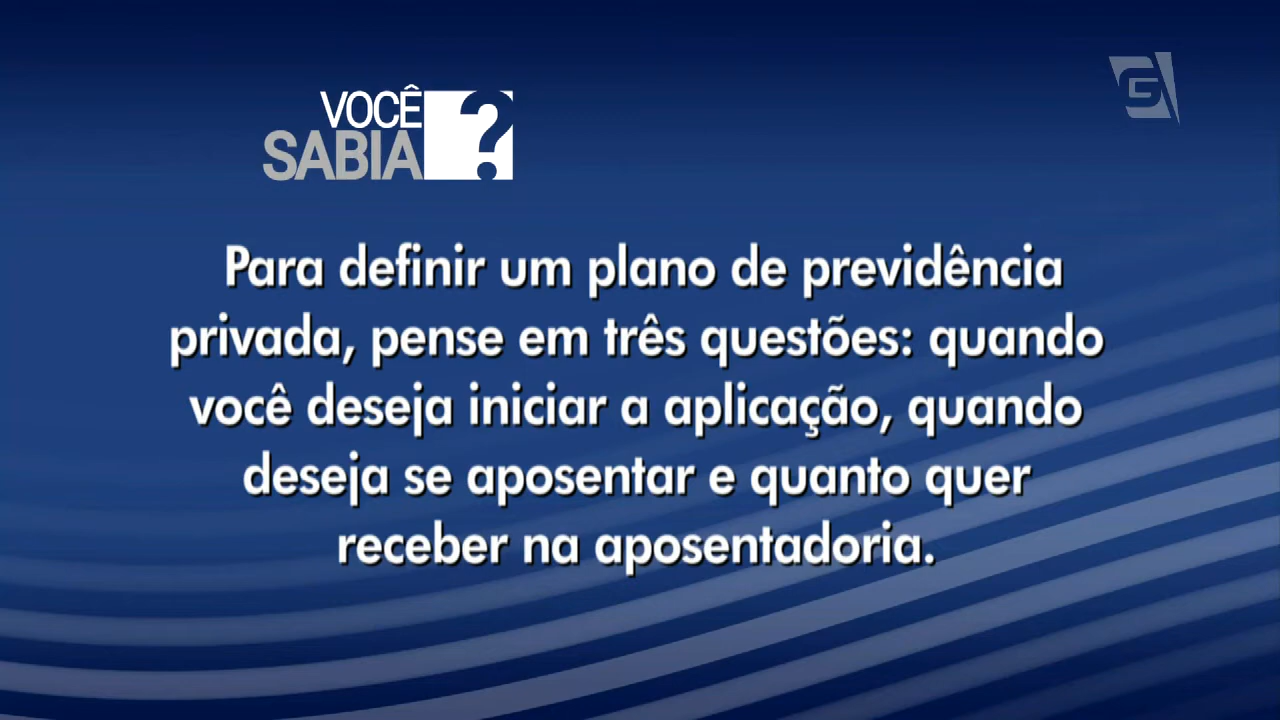 VOCÊ
SABIA ?
G
Para definir um plano de previdência
privada, pense em três questões: quando
você deseja iniciar a aplicação, quando
deseja se aposentar e quanto quer
receber na aposentadoria.